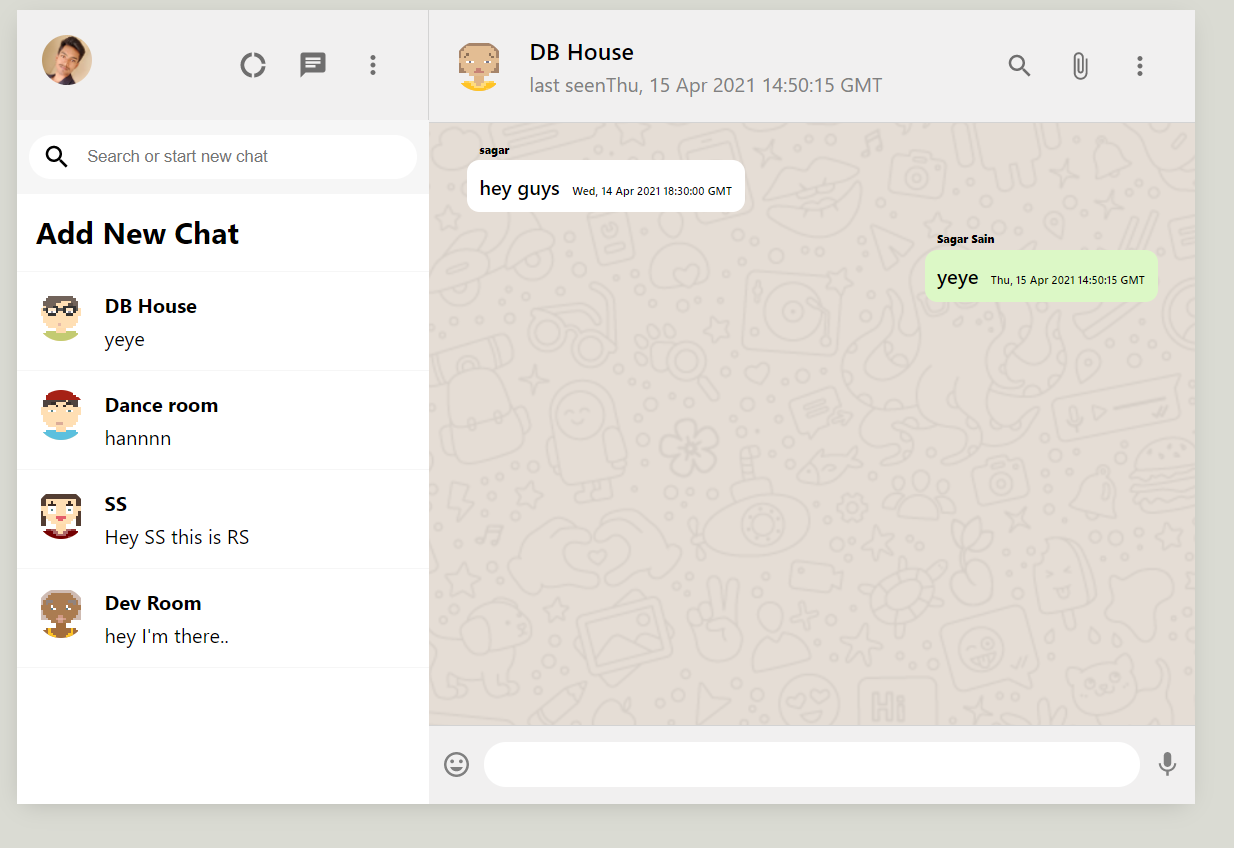 Search or start new chat
Add New Chat
DB House
yeye
Dance room
hannnn
SS
Hey SS this is RS
Dev Room
hey I'm there..
DB House
last seenThu, 15 Apr 2021 14:50:15 GMT
sagar
hey guys Wed, 14 Apr 2021 18:30:00 GMT
Sagar Sain
yeye Thu, 15 Apr 2021 14:50:15 GMT
Hi